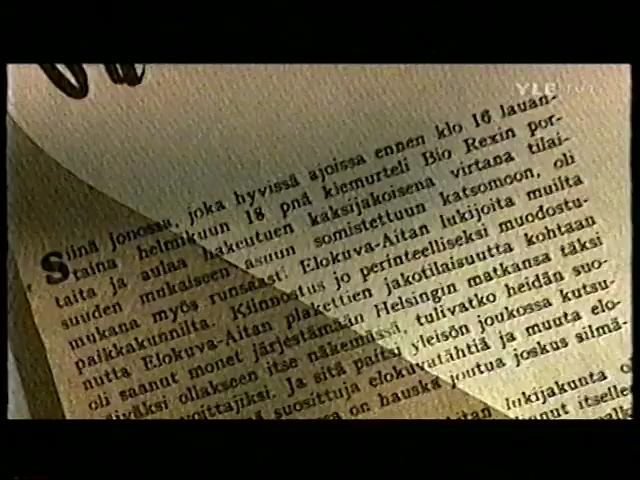 YLE
Siinä jonossa, joka hyvissä ajoissa ennen klo 16 lauan-
taina helmikuun 18 pnä kiemurteli Bio Rexin por-
taita ja aulaa hakeutuen kaksijakoisena virtana tilai-
suuden mukaiseen asuun somistettuun katsomoon, oli
mukana myös runsaasti Elokuva-Aitan lukijoita muilta
paikkakunnilta. Kiinnostus jo perinteelliseksi muodostu-
nutta Elokuva-Aitan plakettien jakotilaisuutta kohtaan
oli saanut monet järjestämään Helsingin matkansa täksi
päiväksi ollakseen itse näkemässä, tulivatko heidän suo-
voittajiksi. Ja sitä paitsi yleisön joukossa kutsu-
suosittuja elokuvatähtiä ja muuta elo-
on hauska joutua joskus silmä-
lukijakunta
itselle